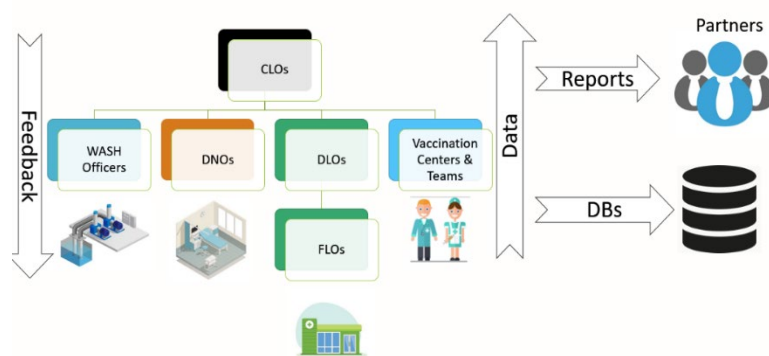 Partners
CLOs
Reports
Feedback
WASH
Officers
DNOs
DLOs
Vaccination
Centers &
Teams
Data
DBs
FLOs